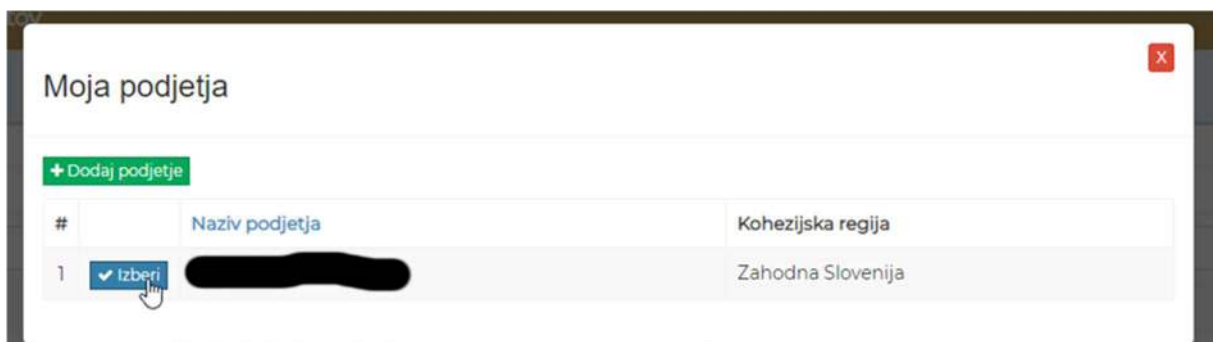 Moja podjetja
X
+ Dodaj podjetje
# Naziv podjetja Kohezijska regija
1 Izberi Zahodna Slovenija